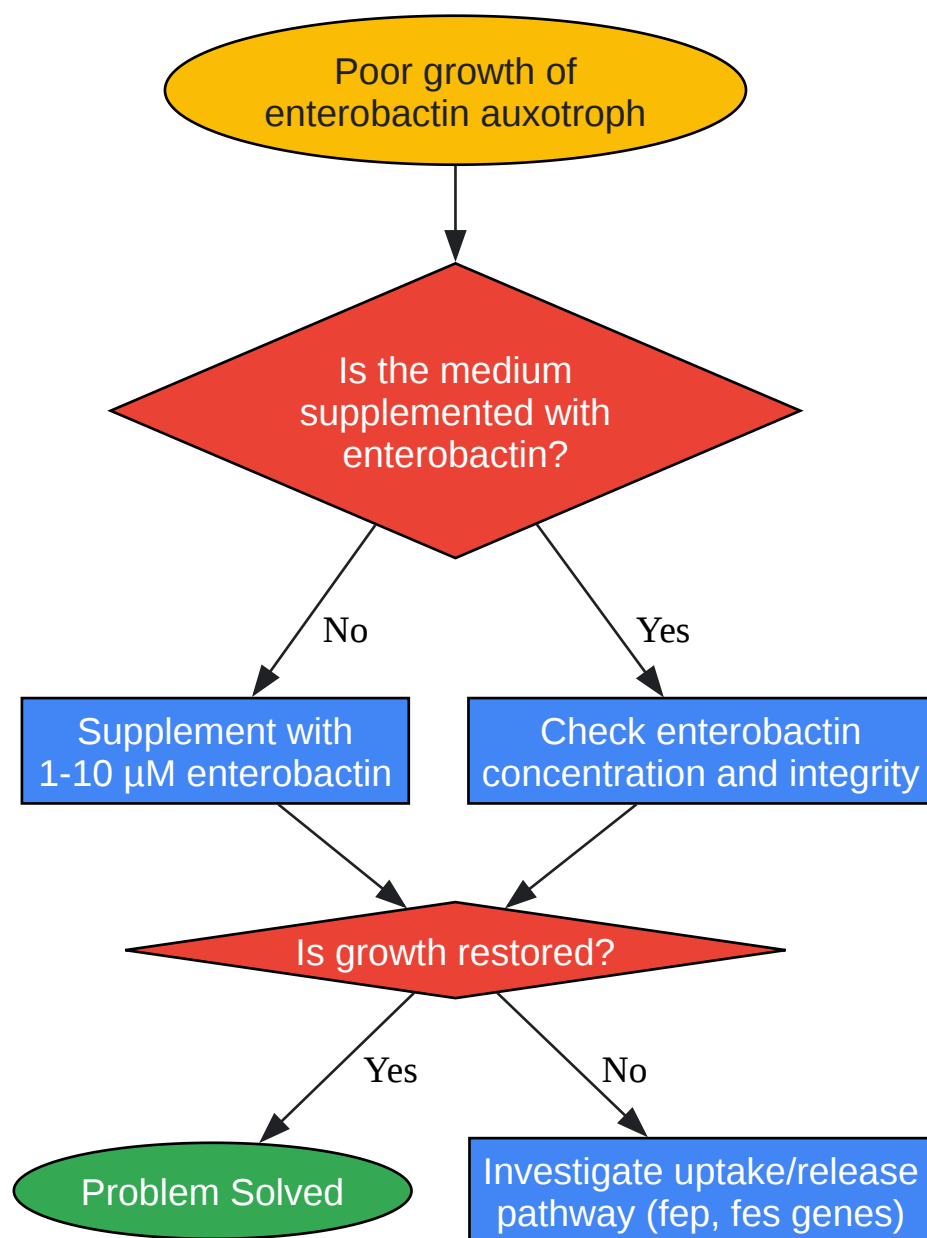 Poor growth of
enterobactin auxotroph
Is the medium
supplemented with
enterobactin?
No
Yes
Supplement with
1-10 µM enterobactin
Check enterobactin
concentration and integrity
Is growth restored?
Yes
No
Problem Solved
Investigate uptake/release
pathway (fep, fes genes)